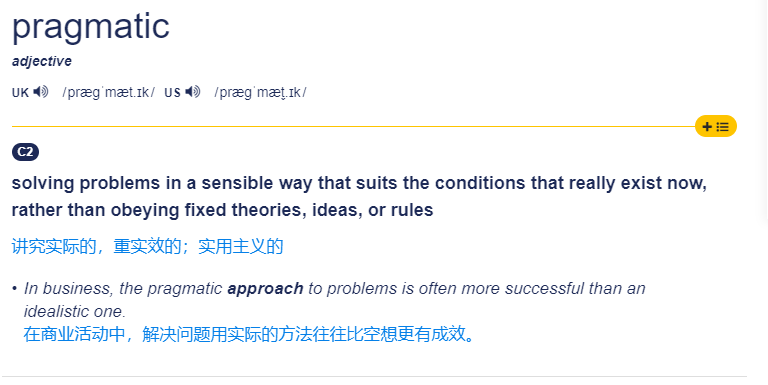 pragmatic
adjective
UK /præɡˈmæt.ɪk/ US /præɡˈmæt̬.ɪk/
C2
solving problems in a sensible way that suits the conditions that really exist now,
rather than obeying fixed theories, ideas, or rules
讲究实际的，重实效的；实用主义的
• In business, the pragmatic approach to problems is often more successful than an
idealistic one.
在商业活动中，解决问题用实际的方法往往比空想更有成效。